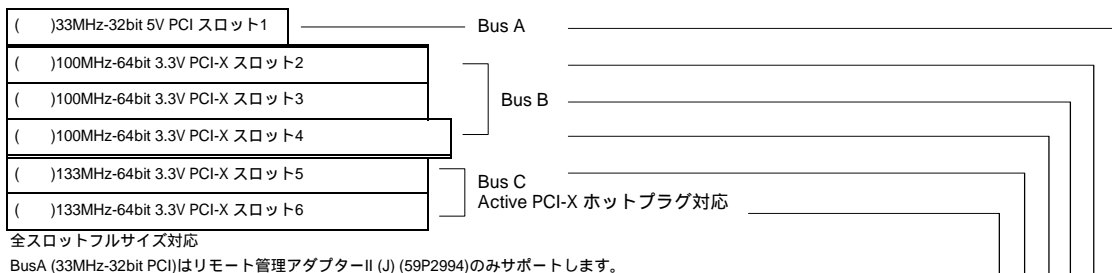 (　　)33MHz-32bit 5V PCI スロット1
Bus A
(　　)100MHz-64bit 3.3V PCI-X スロット2
(　　)100MHz-64bit 3.3V PCI-X スロット3
Bus B
(　　)100MHz-64bit 3.3V PCI-X スロット4
(　　)133MHz-64bit 3.3V PCI-X スロット5
Bus C
Active PCI-X ホットプラグ対応
(　　)133MHz-64bit 3.3V PCI-X スロット6
全スロットフルサイズ対応
BusA (33MHz-32bit PCI)はリモート管理アダプターII (J) (59P2994)のみサポートします。